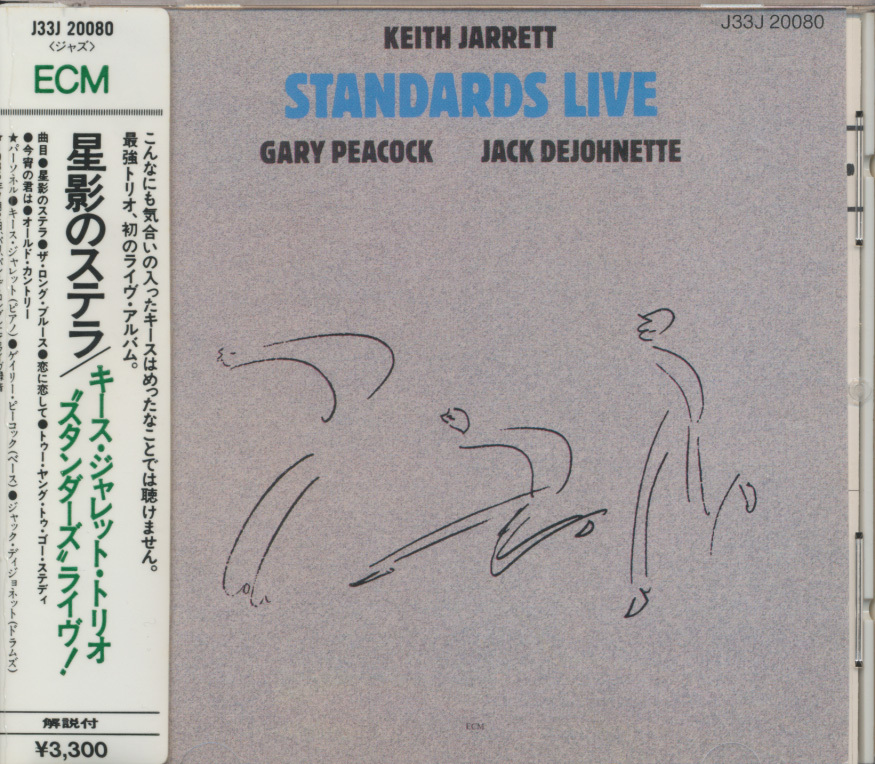 J33J 20080
〈ジャズ〉
ECM
こんなにも気合いの入ったキースはめったなことでは聴けません。
最強トリオ、初のライヴ・アルバム。
星影のステラ／キース・ジャレット・トリオ
“スタンダーズ”ライヴ！
曲目●星影のステラ●ザ・ロング・ブルース●恋に恋して●トゥー・ヤング・トゥ・ゴー・ステディ
●今宵の君は●オールド・カントリー
★パーソネル●キース・ジャレット(ピアノ)●ゲイリー・ピーコック(ベース)●ジャック・ディジョネット(ドラムズ)
解説付
¥3,300
J33J 20080
KEITH JARRETT
STANDARDS LIVE
GARY PEACOCK JACK DEJOHNETTE
ECM